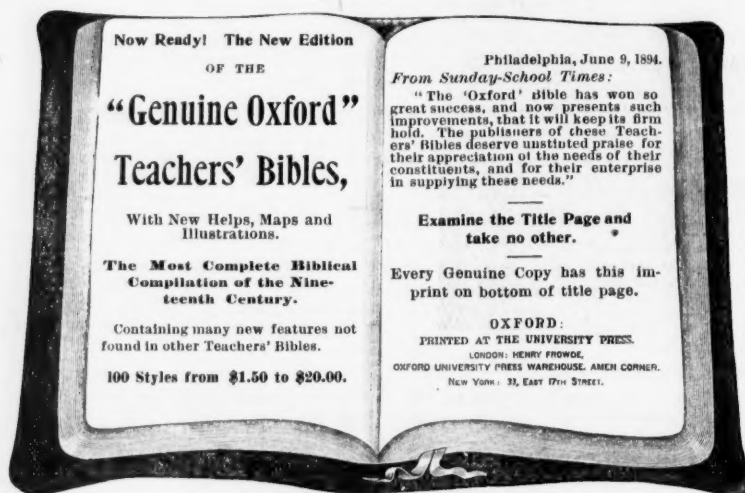 Now Ready! The New Edition
OF THE
"Genuine Oxford"
Teachers' Bibles,
With New Helps, Maps and
Illustrations.
The Most Complete Biblical
Compilation of the Nine-
teenth Century.
Containing many new features not
found in other Teachers' Bibles.
100 Styles from $1.50 to $20.00.
Philadelphia, June 9, 1894.
From Sunday-School Times:
"The 'Oxford' Bible has won so
great success, and now presents such
improvements, that it will keep its firm
hold. The publishers of these Teach-
ers' Bibles deserve unstinted praise for
their appreciation of the needs of their
constituents, and for their enterprise
in supplying these needs."
Examine the Title Page and
take no other.
Every Genuine Copy has this im-
print on bottom of title page.
OXFORD:
PRINTED AT THE UNIVERSITY PRESS.
LONDON: HENRY FROWDE,
OXFORD UNIVERSITY PRESS WAREHOUSE, AMEN CORNER.
NEW YORK: 33, EAST 17TH STREET.